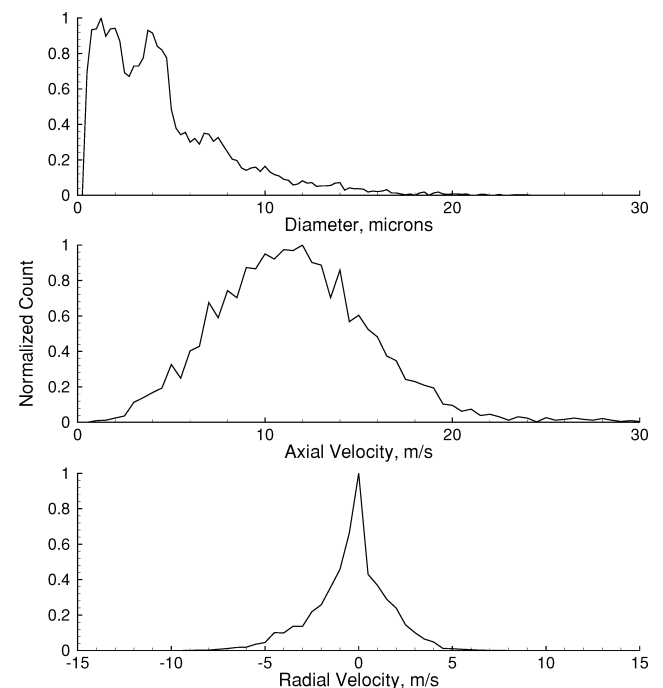 1
0.8
0.6
0.4
0.2
0
0 10 20 30
Diameter, microns
Normalized Count
1
0.8
0.6
0.4
0.2
0
0 10 20 30
Axial Velocity, m/s
1
0.8
0.6
0.4
0.2
0
-15 -10 -5 0 5 10 15
Radial Velocity, m/s